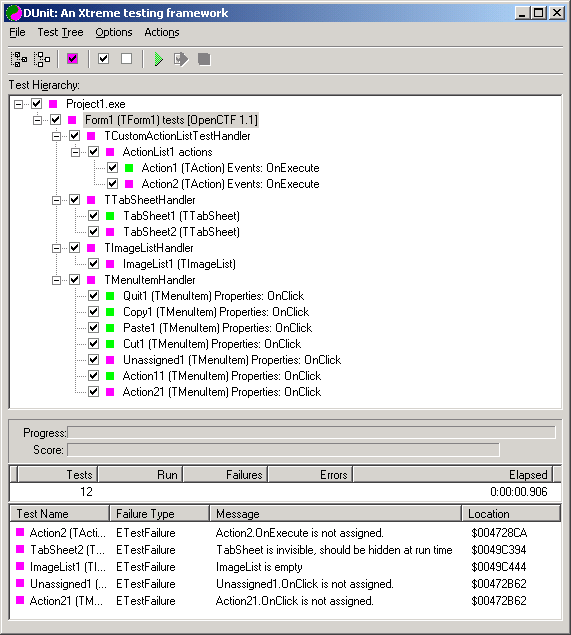 DUnit: An Xtreme testing framework
File Test Tree Options Actions
Test Hierarchy:
Project1.exe
Form1 (TForm1) tests [OpenCTF 1.1]
TCustomActionListTestHandler
ActionList1 actions
Action1 (TAction) Events: OnExecute
Action2 (TAction) Events: OnExecute
TTabSheetHandler
TabSheet1 (TTabSheet)
TabSheet2 (TTabSheet)
TImageListHandler
ImageList1 (TImageList)
TMenuItemHandler
Quit1 (TMenuItem) Properties: OnClick
Copy1 (TMenuItem) Properties: OnClick
Paste1 (TMenuItem) Properties: OnClick
Cut1 (TMenuItem) Properties: OnClick
Unassigned1 (TMenuItem) Properties: OnClick
Action11 (TMenuItem) Properties: OnClick
Action21 (TMenuItem) Properties: OnClick
Progress:
Score:
Tests Run Failures Errors Elapsed
12 0:00:00.906
Test Name Failure Type Message Location
Action2 (TActi... ETestFailure Action2.OnExecute is not assigned. $004728CA
TabSheet2 (T... ETestFailure TabSheet is invisible, should be hidden at run time $0049C394
ImageList1 (TI... ETestFailure ImageList is empty $0049C444
Unassigned1 (... ETestFailure Unassigned1.OnClick is not assigned. $00472B62
Action21 (TM... ETestFailure Action21.OnClick is not assigned. $00472B62